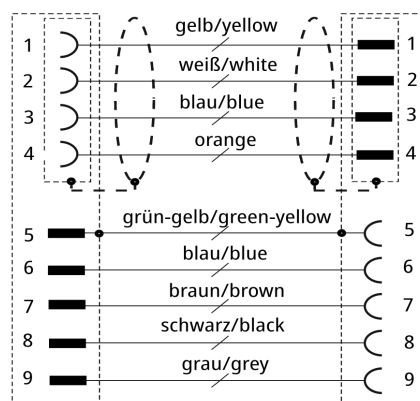 1 gelb/yellow 1
2 weiß/white 2
3 blau/blue 3
4 orange 4
5 grün-gelb/green-yellow 5
6 blau/blue 6
7 braun/brown 7
8 schwarz/black 8
9 grau/grey 9